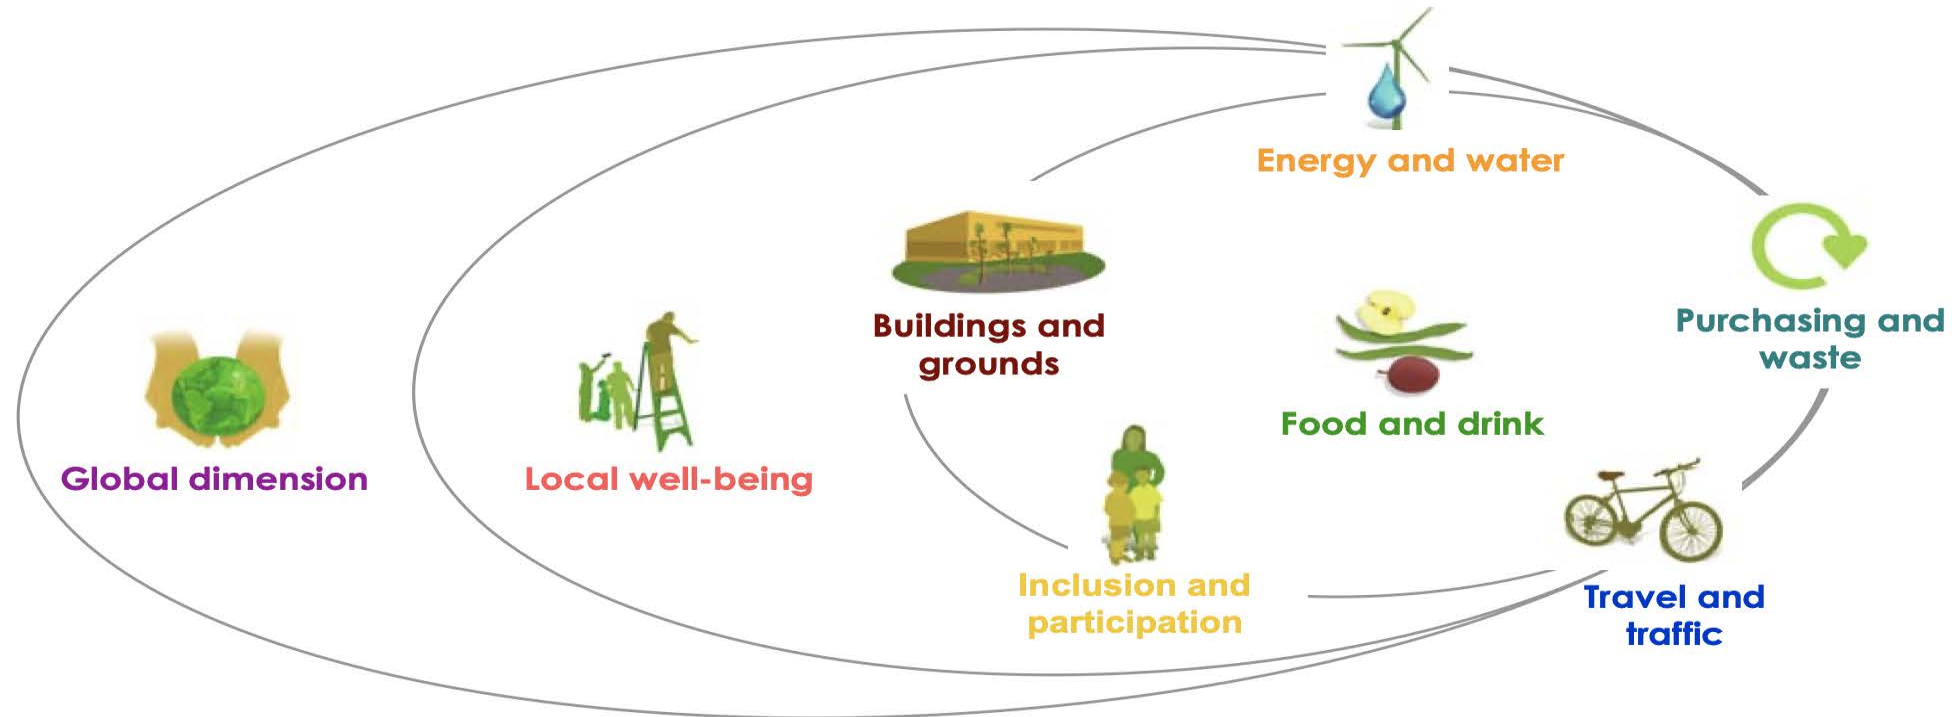 Energy and water
Buildings and
grounds
Purchasing and
waste
Food and drink
Global dimension
Local well-being
Inclusion and
participation
Travel and
traffic